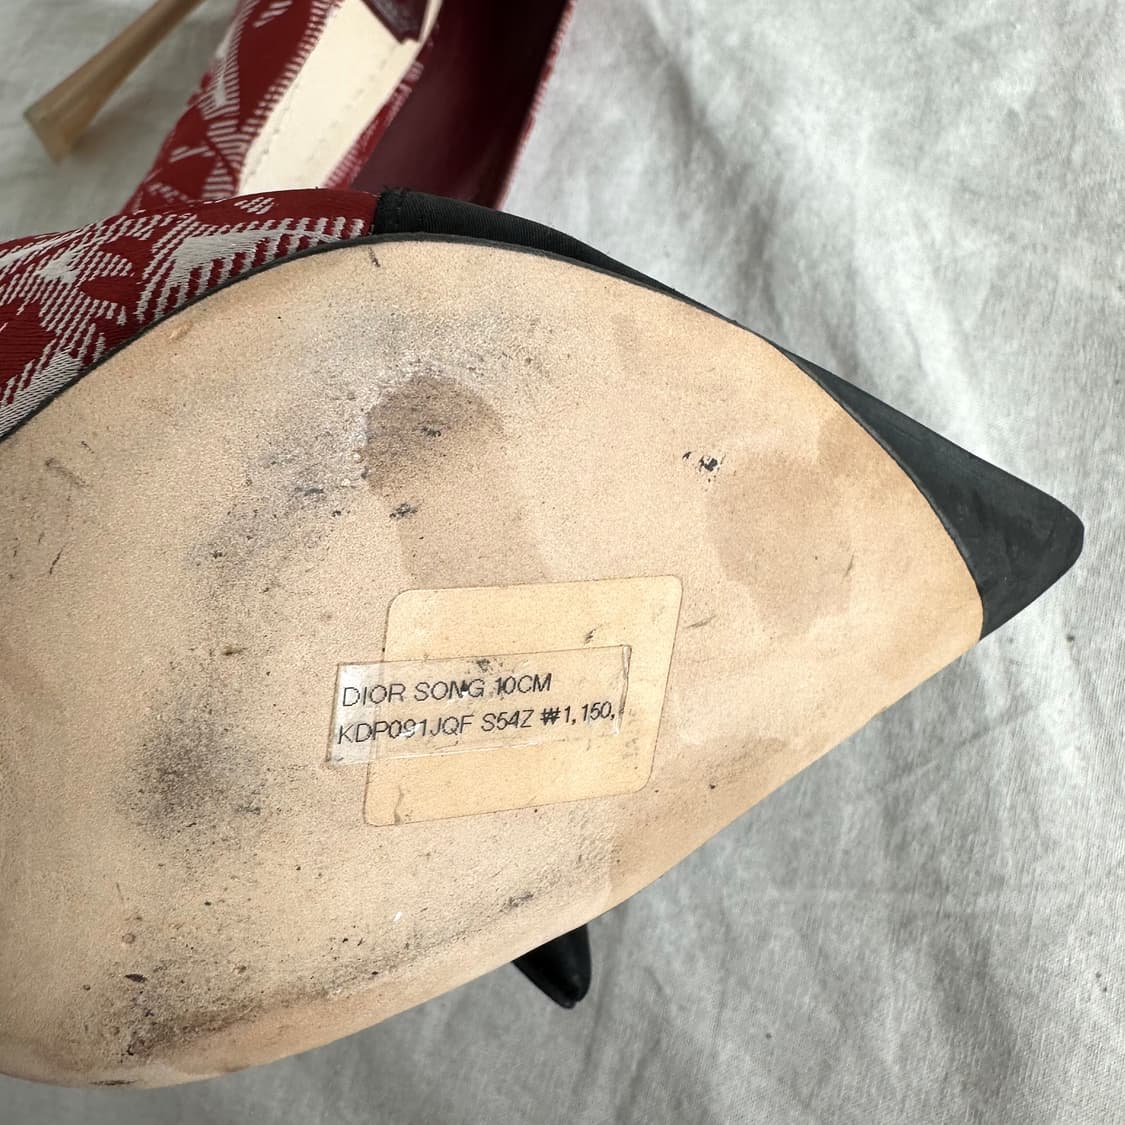 DIOR SONG 10CM
KDP091JQF S54Z ₩1,150,